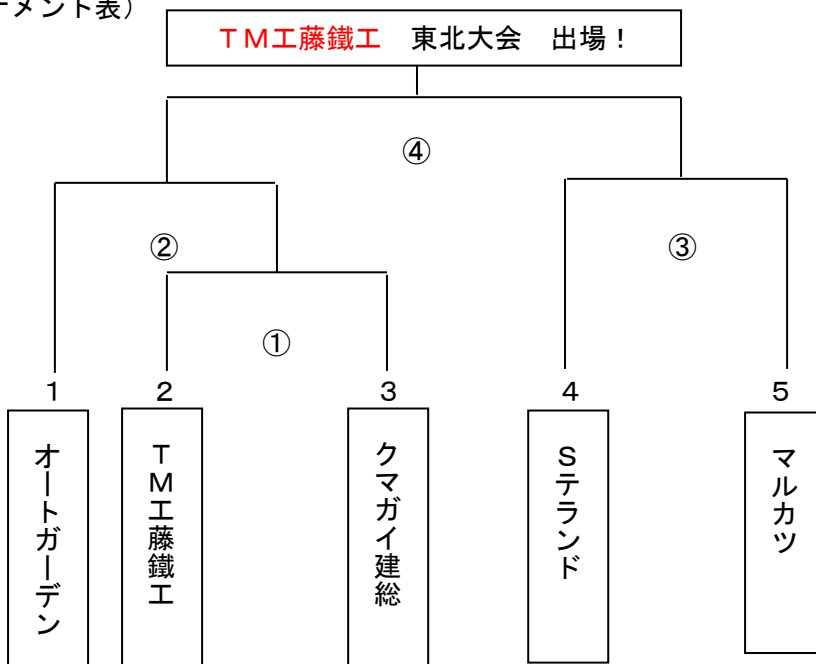 ーメント表）
ＴＭ工藤鐵工　東北大会　出場！
④
②
③
①
1
2
3
4
5
オートガーデン
ＴＭ工藤鐵工
クマガイ建総
Ｓテランド
マルカツ